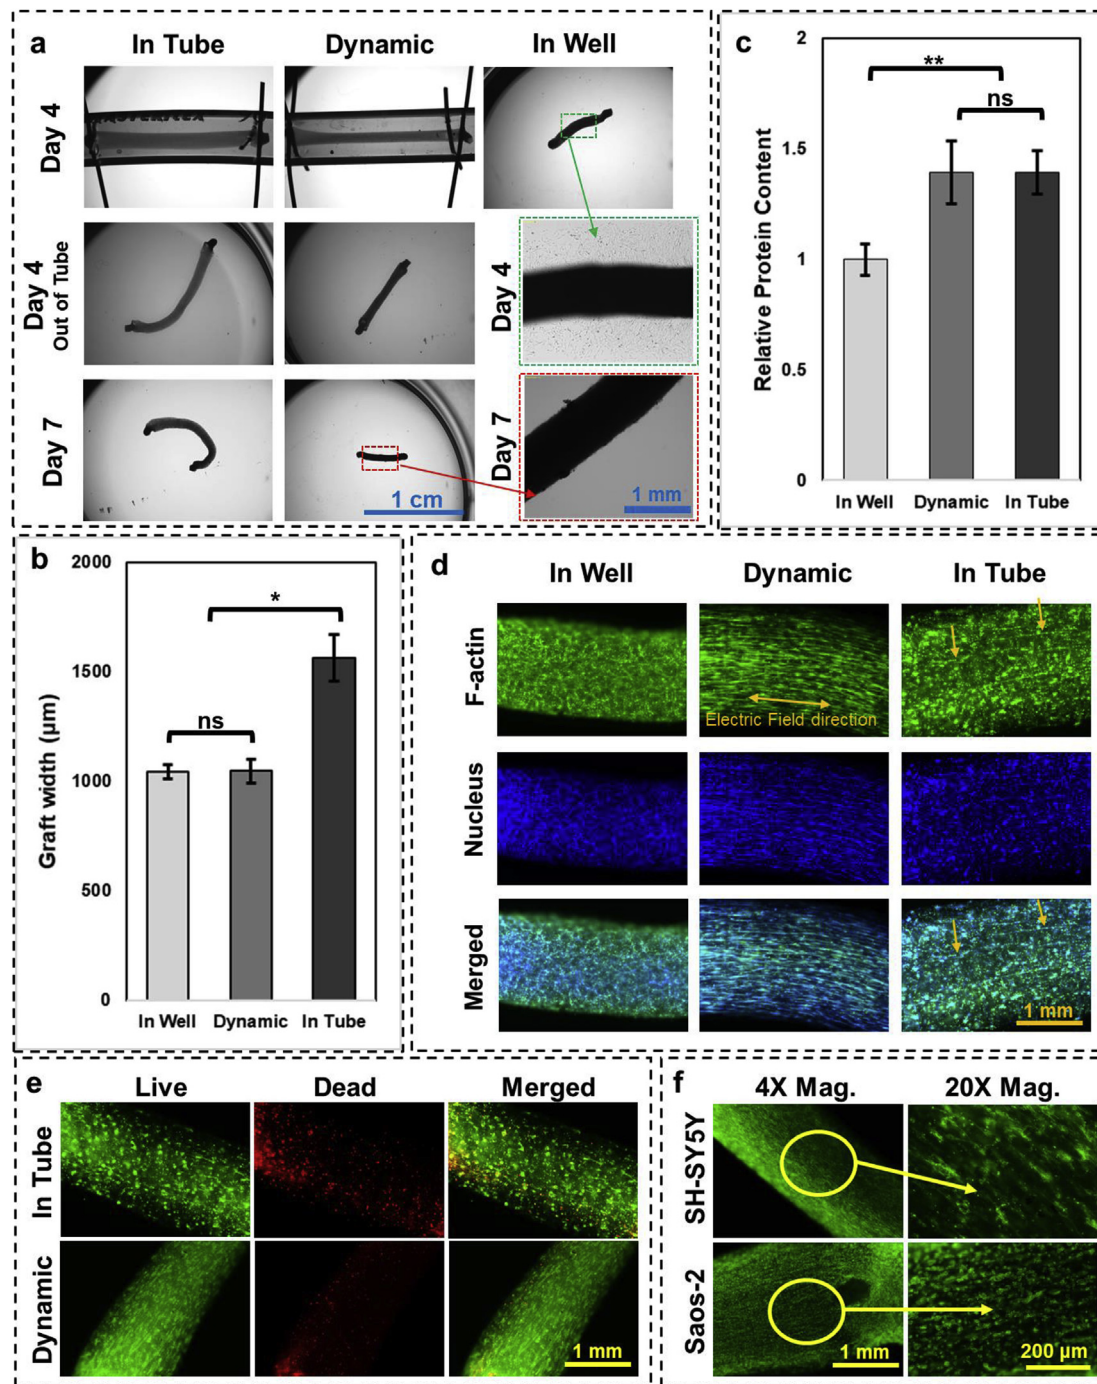 a
In Tube
Dynamic
In Well
Day 4
Day 4
Out of Tube
Day 4
Day 7
1 cm
Day 7
1 mm
c
2
1.5
1
0.5
0
Relative Protein Content
**
ns
In Well
Dynamic
In Tube
b
2000
1500
1000
500
0
Graft width (µm)
ns
*
In Well
Dynamic
In Tube
d
In Well
Dynamic
In Tube
F-actin
Electric Field direction
Nucleus
Merged
1 mm
e
Live
Dead
Merged
In Tube
Dynamic
1 mm
f
4X Mag.
20X Mag.
SH-SY5Y
Saos-2
1 mm
200 µm